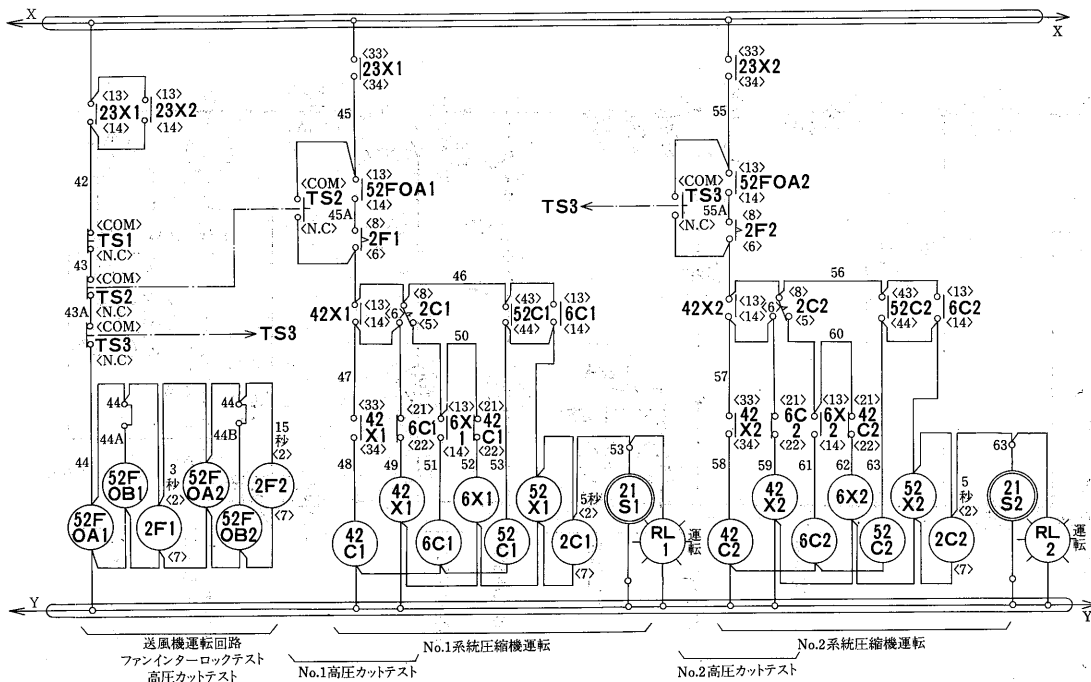 X
X
<13>
23X1
<14>
<13>
23X2
<14>
42
<COM>
TS1
<N.C>
43
<COM>
TS2
<N.C>
43A
<COM>
TS3
<N.C>
TS3
44
44A
44
44B
44
52F
OA1
52F
OB1
3
秒
<2>
2F1
<7>
52F
OA2
52F
OB2
15
秒
<2>
2F2
<7>
<33>
23X1
<34>
45
<COM>
TS2
<N.C>
<13>
52FOA1
<14>
45A
<8>
2F1
<6>
46
42X1
<13>
<14>
<8>
6
2C1
<5>
<43>
52C1
<44>
<13>
6C1
<14>
50
47
<33>
42
X1
<34>
<21>
6C1
<22>
<13>
6X
1
<14>
<21>
42
C1
<22>
48
49
51
52
53
53
42
C1
42
X1
6C1
6X1
52
C1
52
X1
5秒
<2>
2C1
<7>
21
S1
RL
1
運転
<33>
23X2
<34>
55
TS3
<COM>
TS3
<N.C>
<13>
52FOA2
<14>
55A
<8>
2F2
<6>
56
42X2
<13>
<14>
<8>
6
2C2
<5>
<43>
52C2
<44>
<13>
6C2
<14>
60
57
<33>
42
X2
<34>
<21>
6C
2
<22>
<13>
6X
2
<14>
<21>
42
C2
<22>
58
59
61
62
63
63
42
C2
42
X2
6C2
6X2
52
C2
52
X2
5
秒
<2>
2C2
<7>
21
S2
RL
2
運転
Y
Y
送風機運転回路
ファンインターロックテスト
高圧カットテスト
No.1系統圧縮機運転
No.1高圧カットテスト
No.2系統圧縮機運転
No.2高圧カットテスト